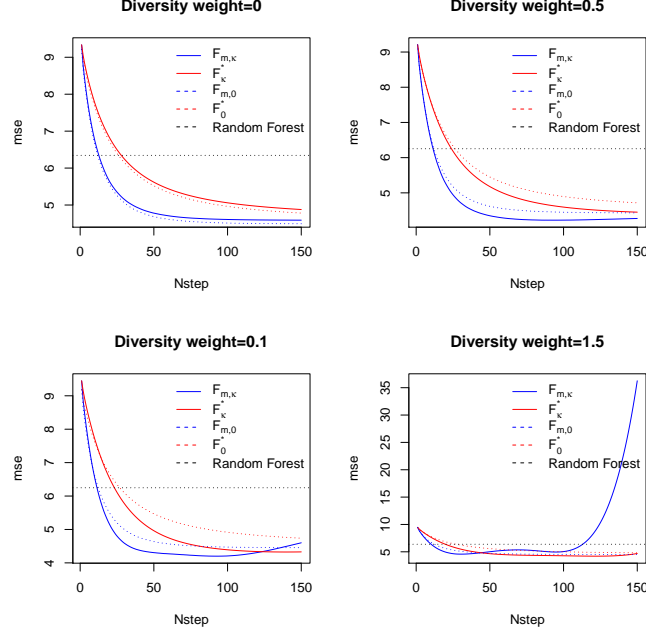 Diversity weight=0
mse
9
8
7
6
5
F_{m,κ}
F^*_κ
F_{m,0}
F^*_0
Random Forest
0 50 100 150
Nstep
Diversity weight=0.5
mse
9
8
7
6
5
F_{m,κ}
F^*_κ
F_{m,0}
F^*_0
Random Forest
0 50 100 150
Nstep
Diversity weight=0.1
mse
9
8
7
6
5
4
F_{m,κ}
F^*_κ
F_{m,0}
F^*_0
Random Forest
0 50 100 150
Nstep
Diversity weight=1.5
mse
35
30
25
20
15
10
5
F_{m,κ}
F^*_κ
F_{m,0}
F^*_0
Random Forest
0 50 100 150
Nstep